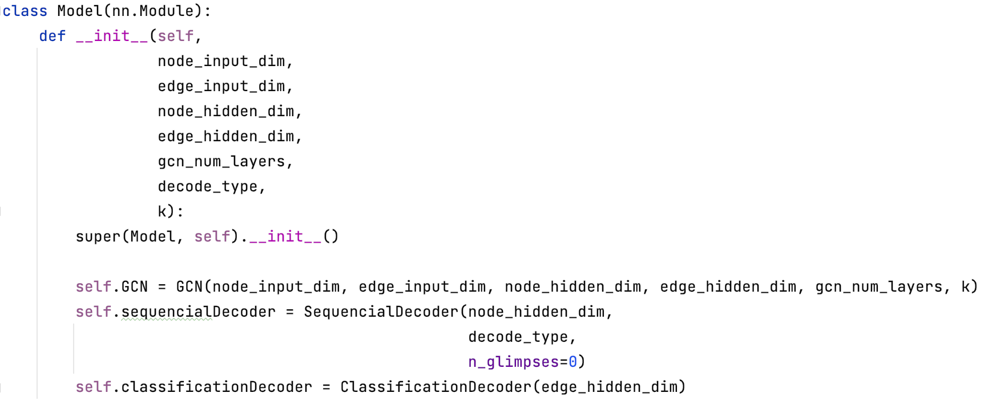 class Model(nn.Module):
    def __init__(self,
                 node_input_dim,
                 edge_input_dim,
                 node_hidden_dim,
                 edge_hidden_dim,
                 gcn_num_layers,
                 decode_type,
                 k):
        super(Model, self).__init__()

        self.GCN = GCN(node_input_dim, edge_input_dim, node_hidden_dim, edge_hidden_dim, gcn_num_layers, k)
        self.sequencialDecoder = SequencialDecoder(node_hidden_dim,
                                                   decode_type,
                                                   n_glimpses=0)
        self.classificationDecoder = ClassificationDecoder(edge_hidden_dim)